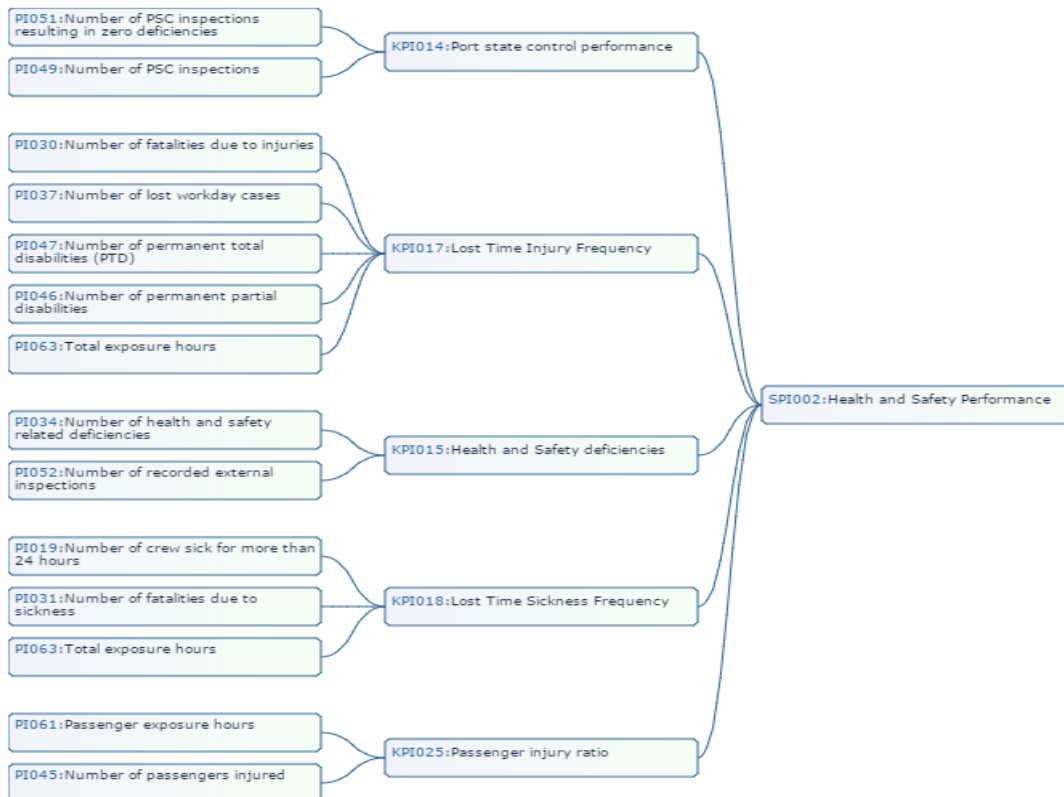 PI051:Number of PSC inspections
resulting in zero deficiencies
PI049:Number of PSC inspections
KPI014:Port state control performance
PI030:Number of fatalities due to injuries
PI037:Number of lost workday cases
PI047:Number of permanent total
disabilities (PTD)
PI046:Number of permanent partial
disabilities
PI063:Total exposure hours
KPI017:Lost Time Injury Frequency
PI034:Number of health and safety
related deficiencies
PI052:Number of recorded external
inspections
KPI015:Health and Safety deficiencies
PI019:Number of crew sick for more than
24 hours
PI031:Number of fatalities due to
sickness
PI063:Total exposure hours
KPI018:Lost Time Sickness Frequency
PI061:Passenger exposure hours
PI045:Number of passengers injured
KPI025:Passenger injury ratio
SPI002:Health and Safety Performance